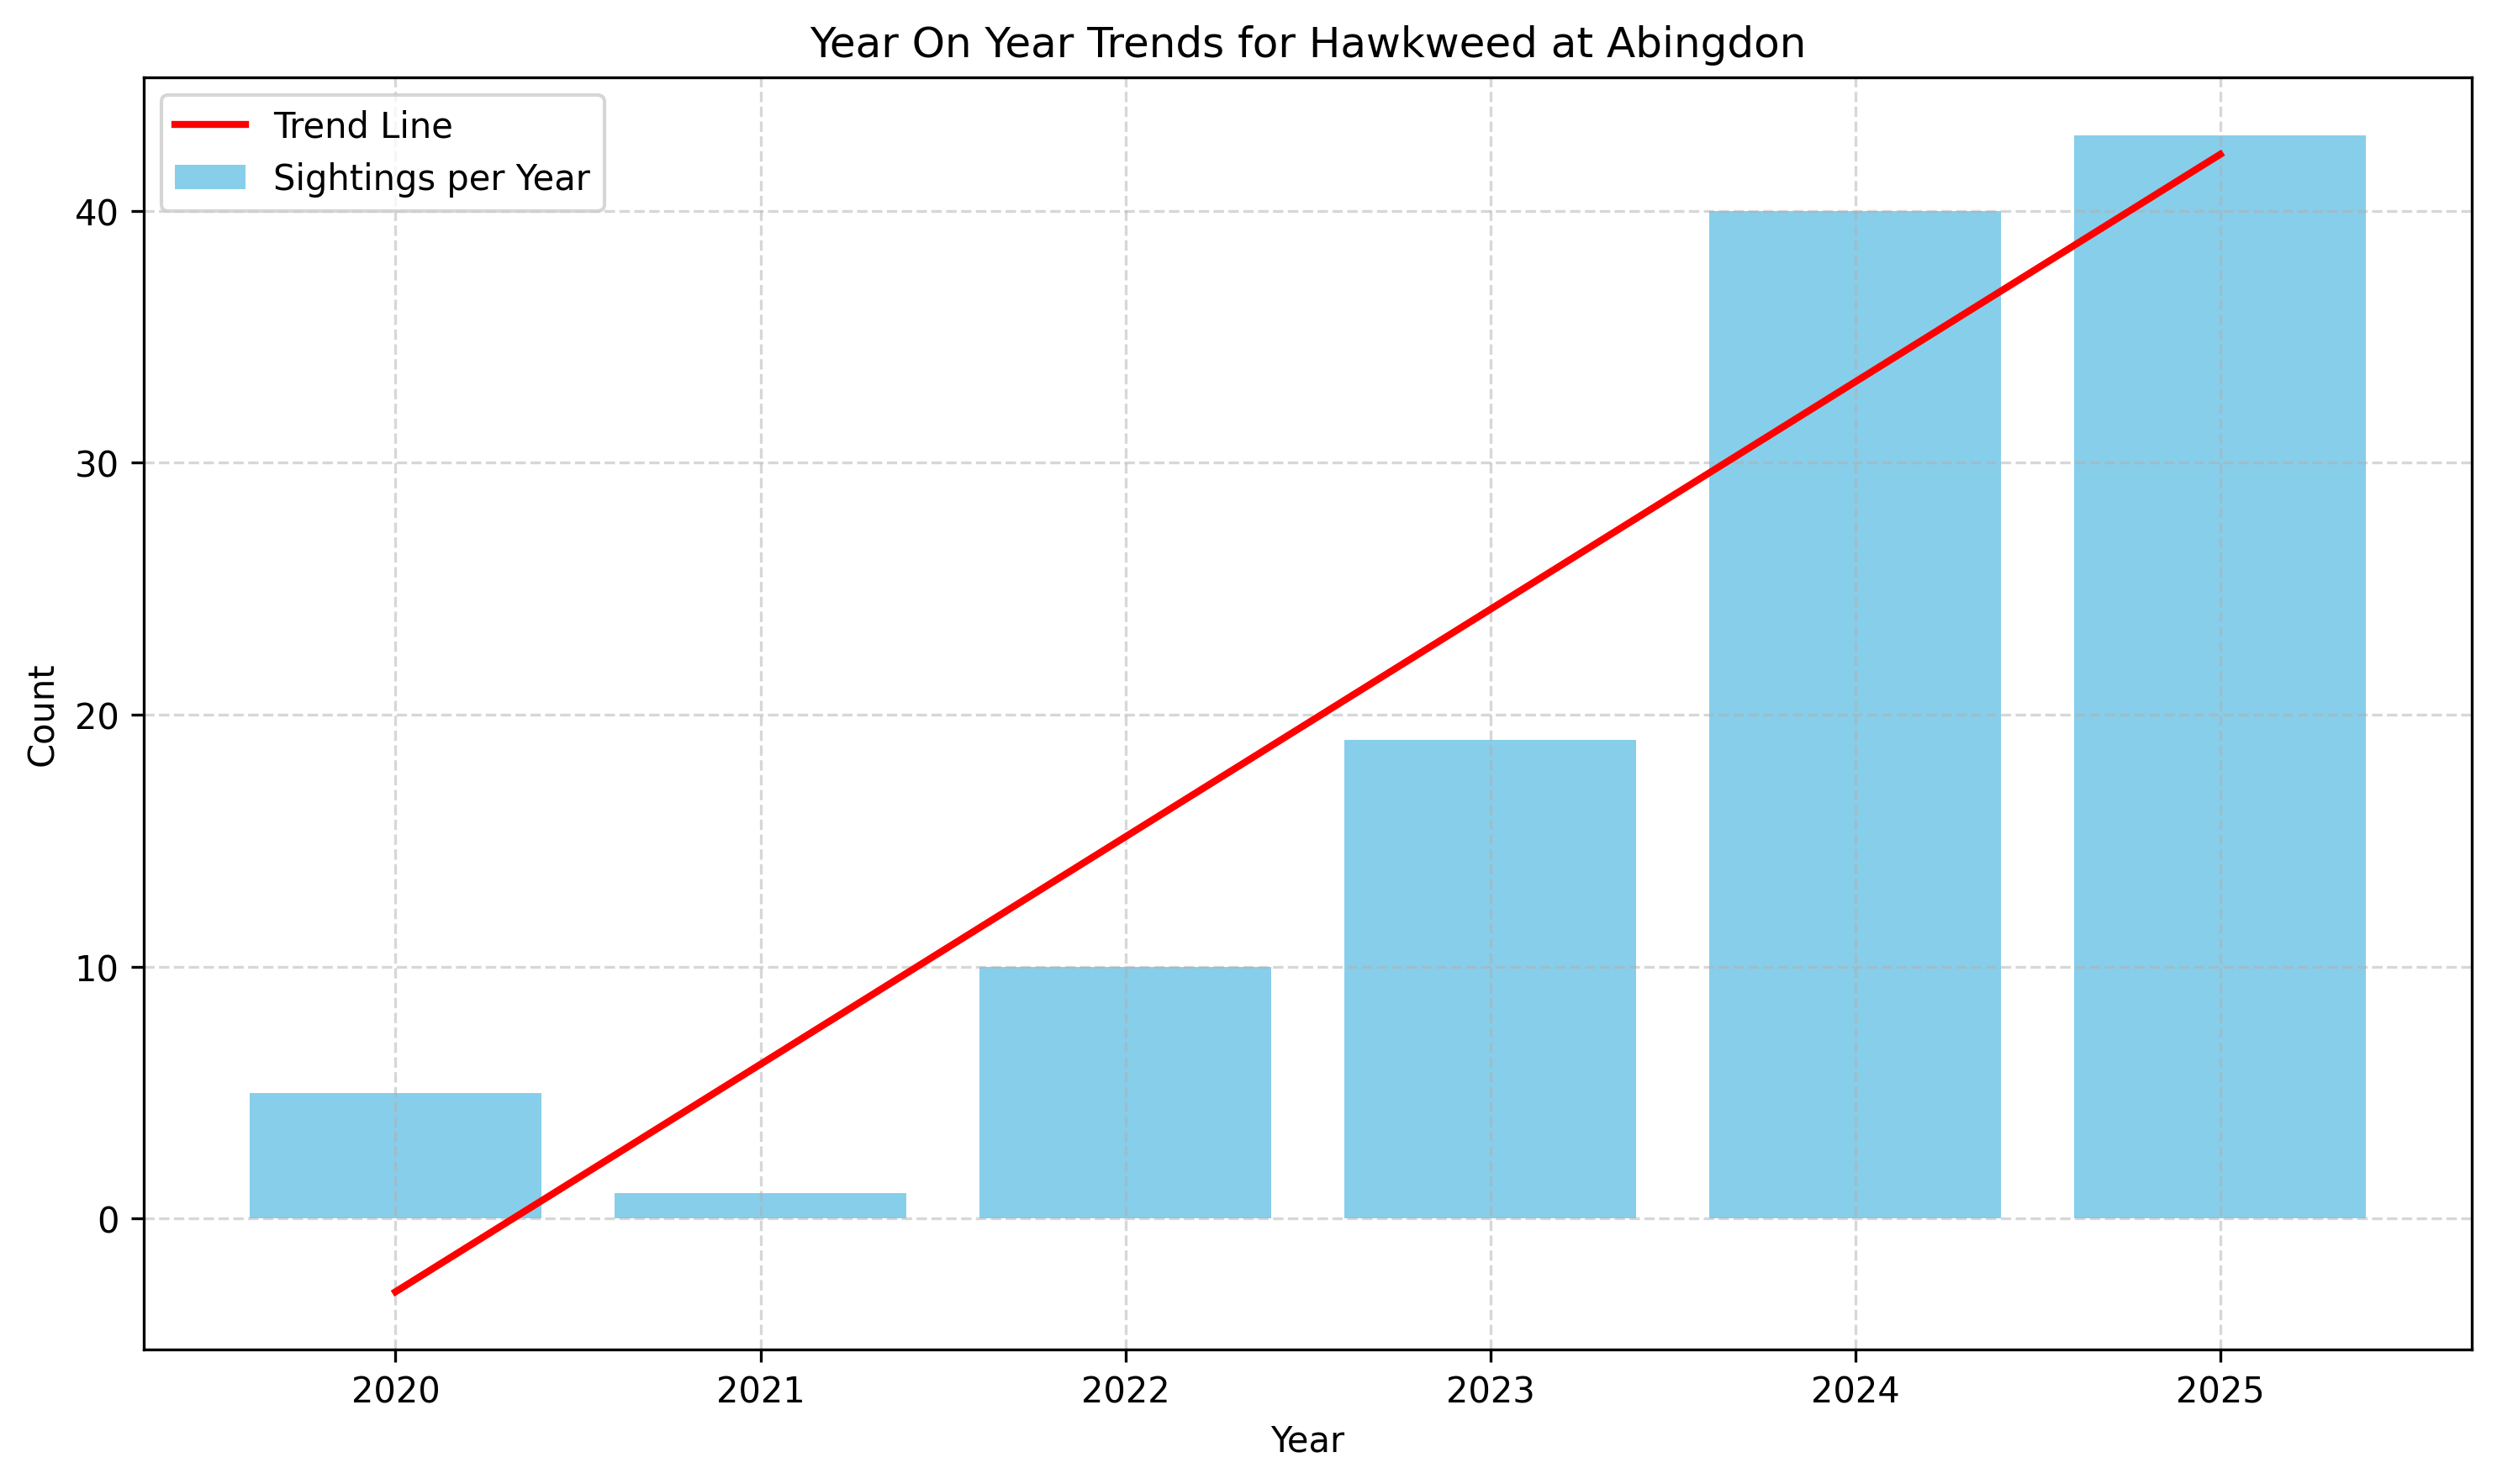 Year On Year Trends for Hawkweed at Abingdon
Trend Line
Sightings per Year
40
30
20
10
0
Count
2020 2021 2022 2023 2024 2025
Year